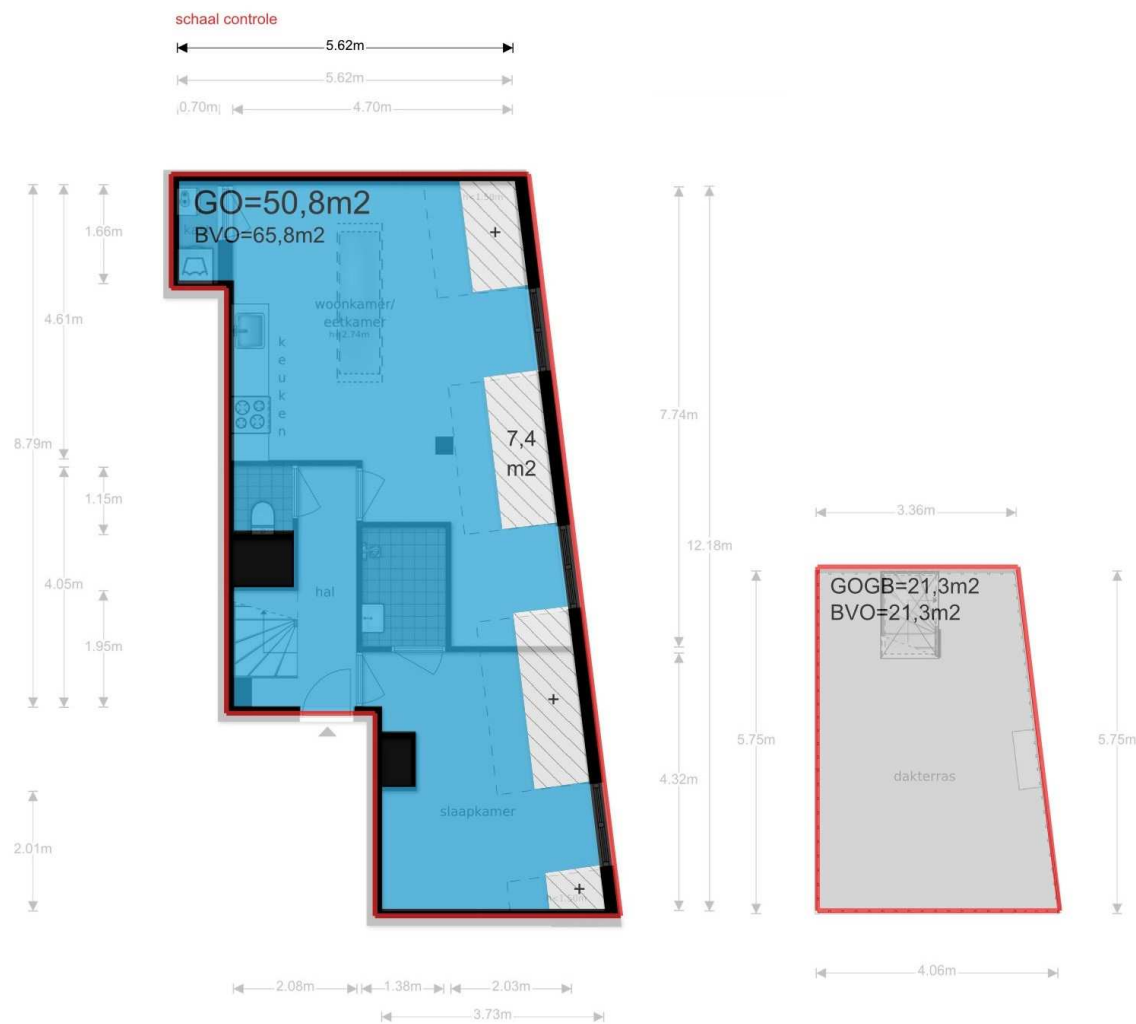 schaal controle
5.62m
5.62m
0.70m
4.70m
GO=50,8m2
BVO=65,8m2
1.66m
4.61m
8.79m
1.15m
4.05m
1.95m
2.01m
woonkamer/
eetkamer
h=2.74m
keuken
7,4
m2
hal
slaapkamer
7.74m
12.18m
4.32m
3.36m
GOGB=21,3m2
BVO=21,3m2
5.75m
5.75m
dakterras
4.06m
2.08m
1.38m
2.03m
3.73m